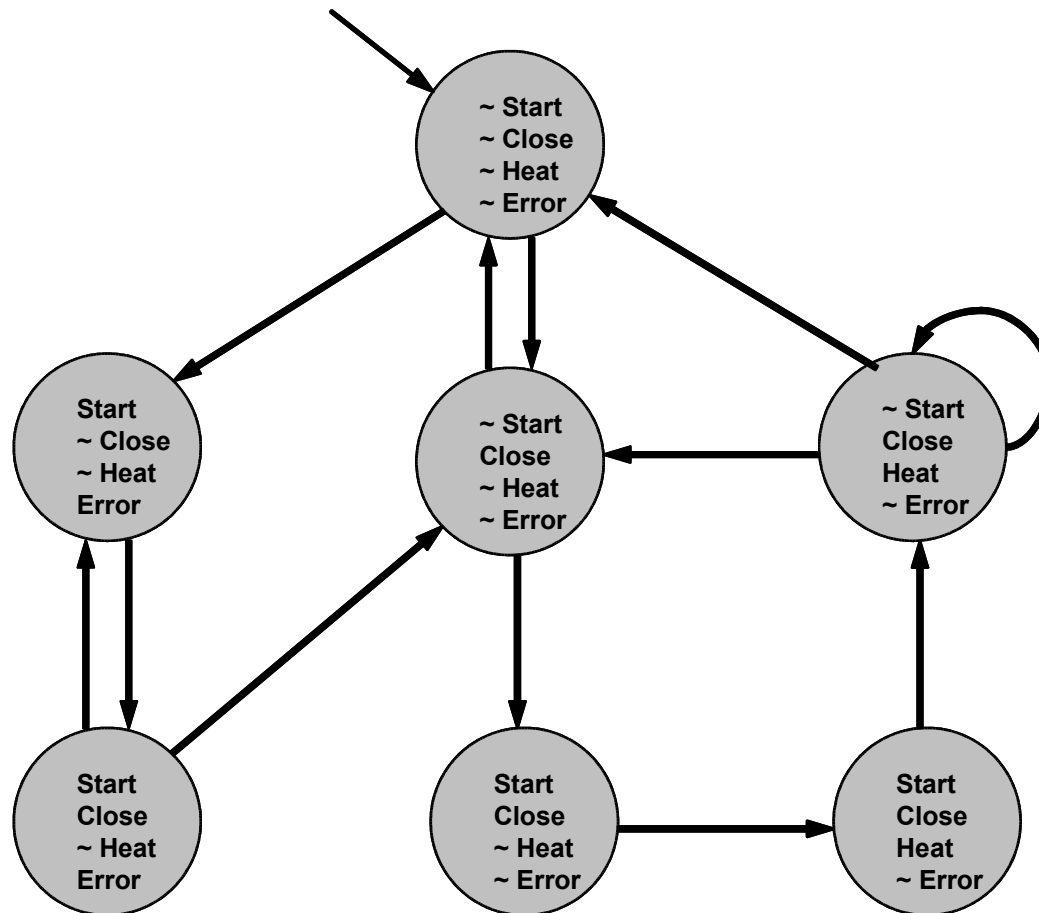 ~ Start
~ Close
~ Heat
~ Error
Start
~ Close
~ Heat
Error
~ Start
Close
~ Heat
~ Error
~ Start
Close
Heat
~ Error
Start
Close
~ Heat
Error
Start
Close
~ Heat
~ Error
Start
Close
Heat
~ Error